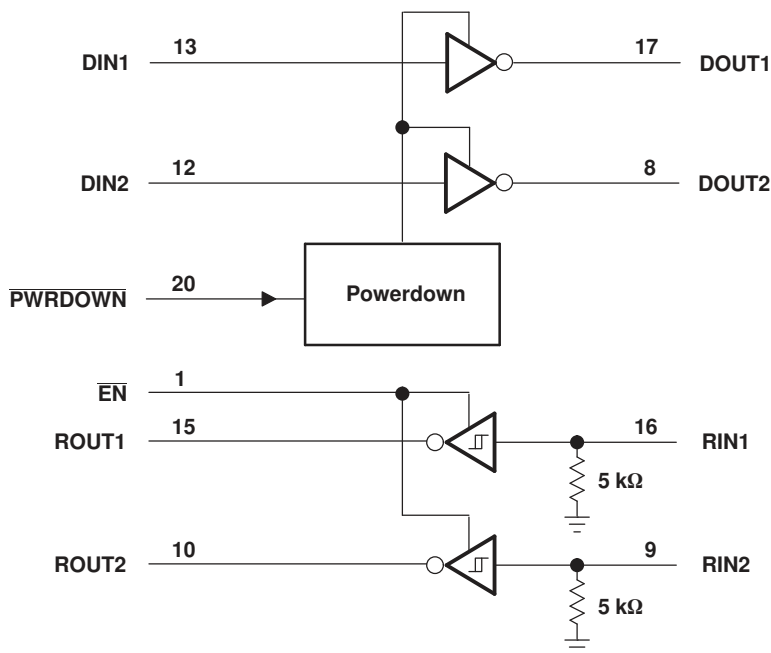 DIN1 13 17 DOUT1
DIN2 12 8 DOUT2
PWRDOWN 20 Powerdown
EN 1
ROUT1 15 16 RIN1
5 kΩ
ROUT2 10 9 RIN2
5 kΩ